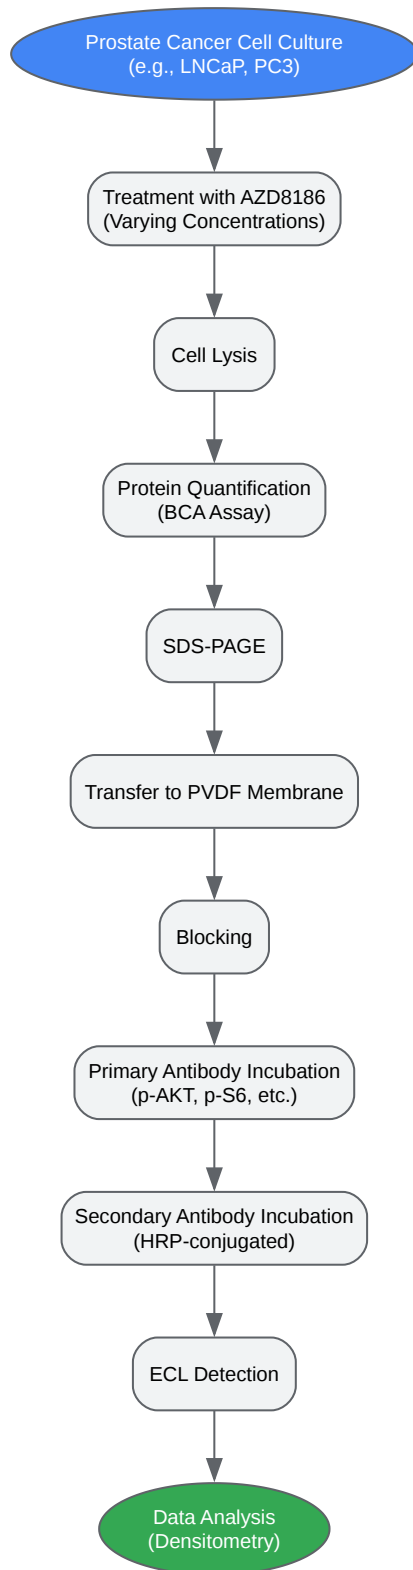 Prostate Cancer Cell Culture
(e.g., LNCaP, PC3)
Treatment with AZD8186
(Varying Concentrations)
Cell Lysis
Protein Quantification
(BCA Assay)
SDS-PAGE
Transfer to PVDF Membrane
Blocking
Primary Antibody Incubation
(p-AKT, p-S6, etc.)
Secondary Antibody Incubation
(HRP-conjugated)
ECL Detection
Data Analysis
(Densitometry)